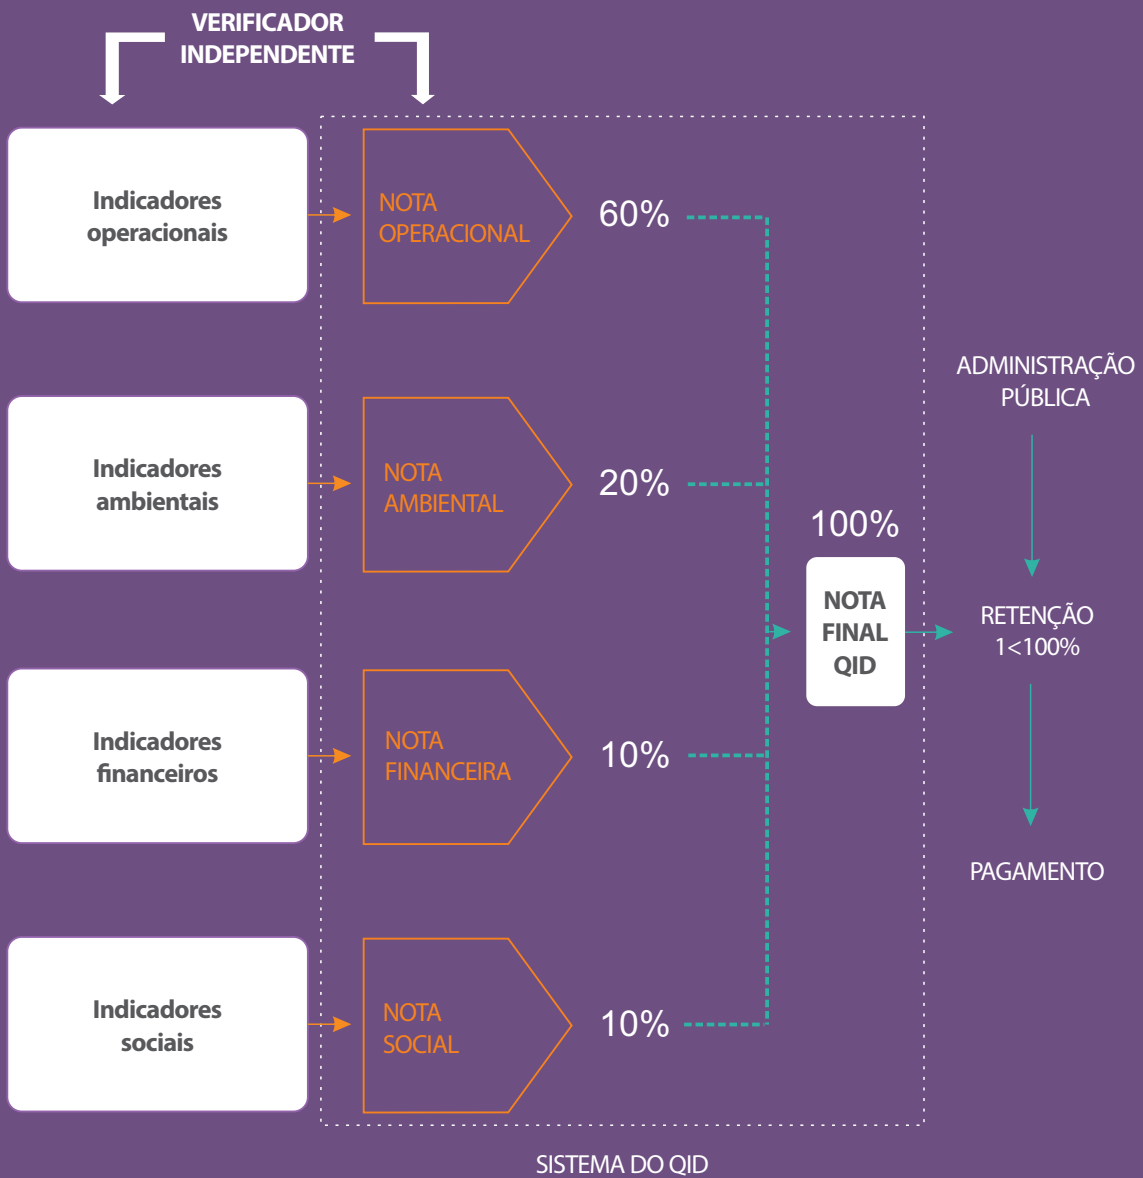 VERIFICADOR
INDEPENDENTE
Indicadores
operacionais
NOTA
OPERACIONAL
60%
Indicadores
ambientais
NOTA
AMBIENTAL
20%
Indicadores
financeiros
NOTA
FINANCEIRA
10%
Indicadores
sociais
NOTA
SOCIAL
10%
100%
NOTA
FINAL
QID
ADMINISTRAÇÃO
PÚBLICA
RETENÇÃO
1<100%
PAGAMENTO
SISTEMA DO QID